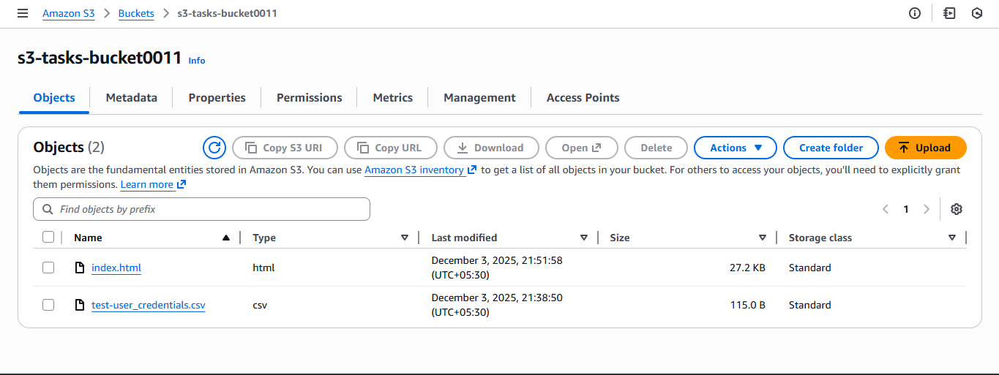 Amazon S3 > Buckets > s3-tasks-bucket0011
s3-tasks-bucket0011 Info
Objects Metadata Properties Permissions Metrics Management Access Points
Objects (2) Copy S3 URI Copy URL Download Open Delete Actions Create folder Upload
Objects are the fundamental entities stored in Amazon S3. You can use Amazon S3 inventory to get a list of all objects in your bucket. For others to access your objects, you'll need to explicitly grant
them permissions. Learn more
Find objects by prefix 1
Name Type Last modified Size Storage class
index.html html December 3, 2025, 21:51:58 (UTC+05:30) 27.2 KB Standard
test-user_credentials.csv csv December 3, 2025, 21:38:50 (UTC+05:30) 115.0 B Standard